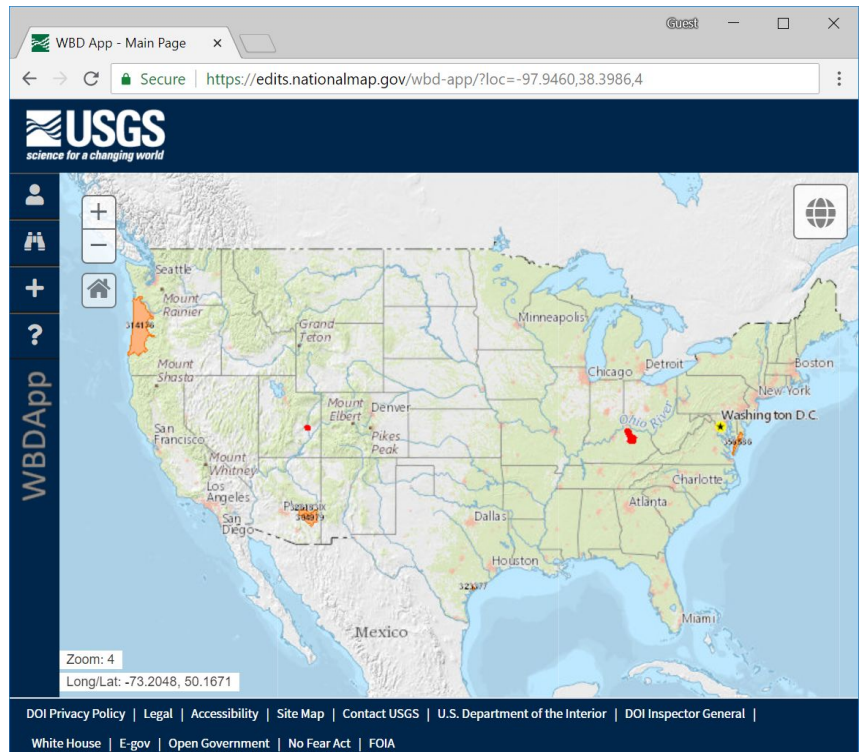 Guest
WBD App - Main Page
Secure | https://edits.nationalmap.gov/wbd-app/?loc=-97.9460,38.3986,4
USGS
science for a changing world
WBDApp
Seattle
Mount
Rainier
314136
Mount
Shasta
Grand
Teton
Minneapolis
Chicago
Detroit
Boston
New York
Ohio River
Washington D.C.
San
Francisco
Mount
Whitney
Los
Angeles
San
Diego
Mount
Elbert
Denver
Pikes
Peak
384979
Dallas
Houston
323377
Charlotte
Atlanta
Miami
Mexico
Zoom: 4
Long/Lat: -73.2048, 50.1671
DOI Privacy Policy | Legal | Accessibility | Site Map | Contact USGS | U.S. Department of the Interior | DOI Inspector General |
White House | E-gov | Open Government | No Fear Act | FOIA